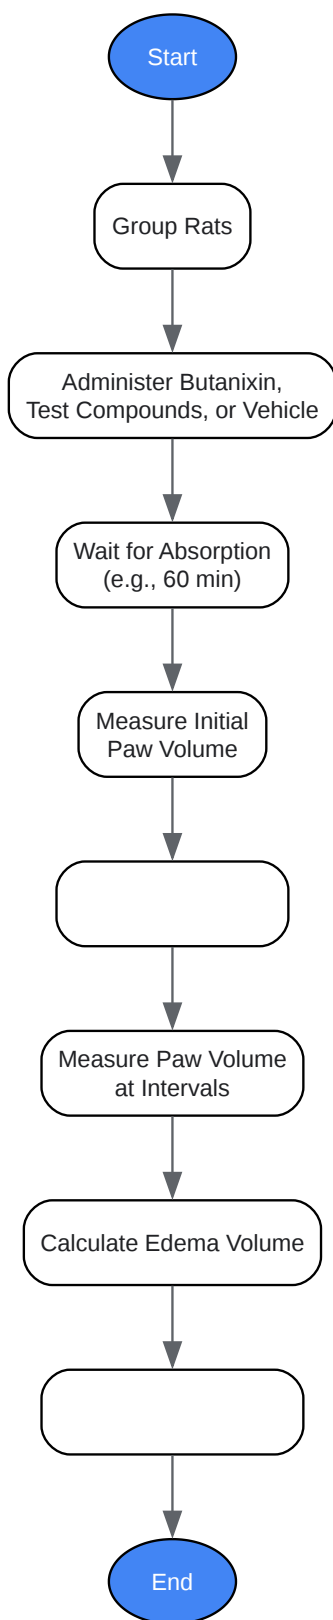 Start
Group Rats
Administer Butanixin,
Test Compounds, or Vehicle
Wait for Absorption
(e.g., 60 min)
Measure Initial
Paw Volume
Measure Paw Volume
at Intervals
Calculate Edema Volume
End